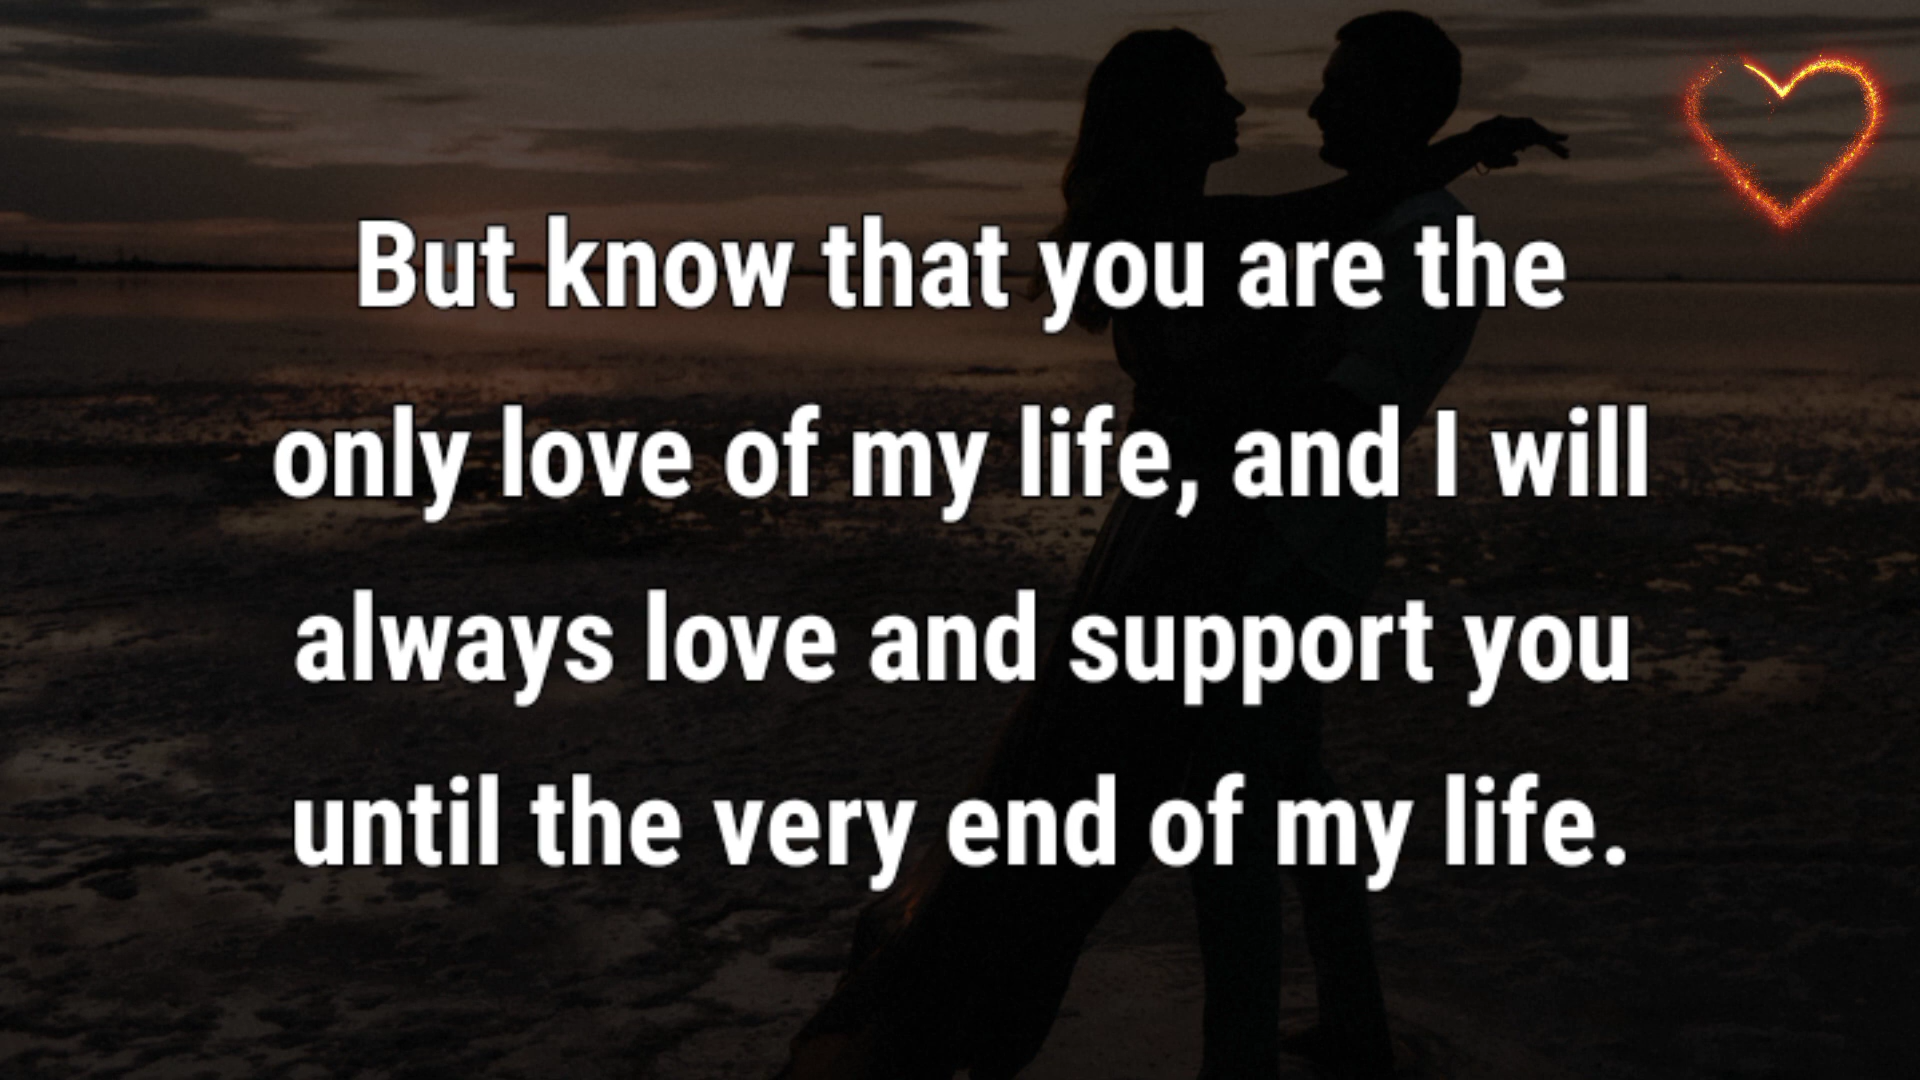 But know that you are the
only love of my life, and I will
always love and support you
until the very end of my life.